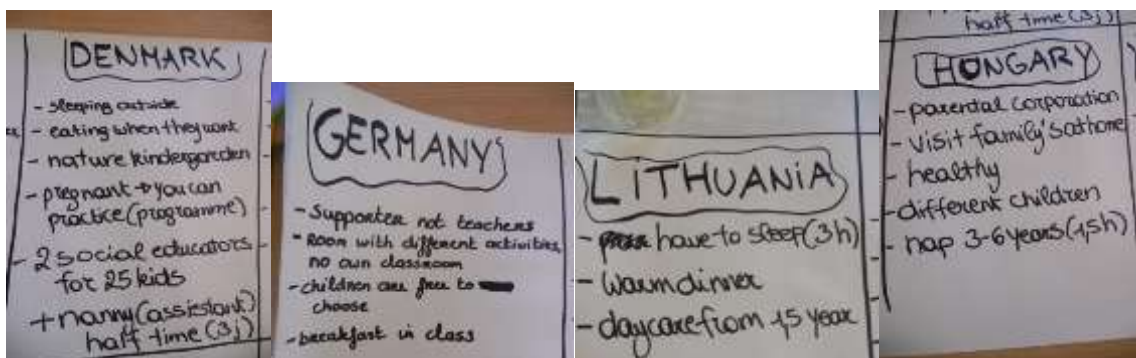 DENMARK
- sleeping outside
- eating when they want
- nature kindergarden
- pregnant → you can
practice (programme)
- 2 social educators
for 25 kids
+ nanny (assistant)
half time (3j)
GERMANY
- Supporter not teachers
- Room with different activities,
no own classroom
- children are free to
choose
- breakfast in class
LiTHUANiA
- have to sleep (3h)
- Warm dinner
- daycare from 1,5 year
half time (3j)
HONGARY
- parental corporation
- Visit family's at home
- healthy
- different children
- nap 3-6 years (1,5h)